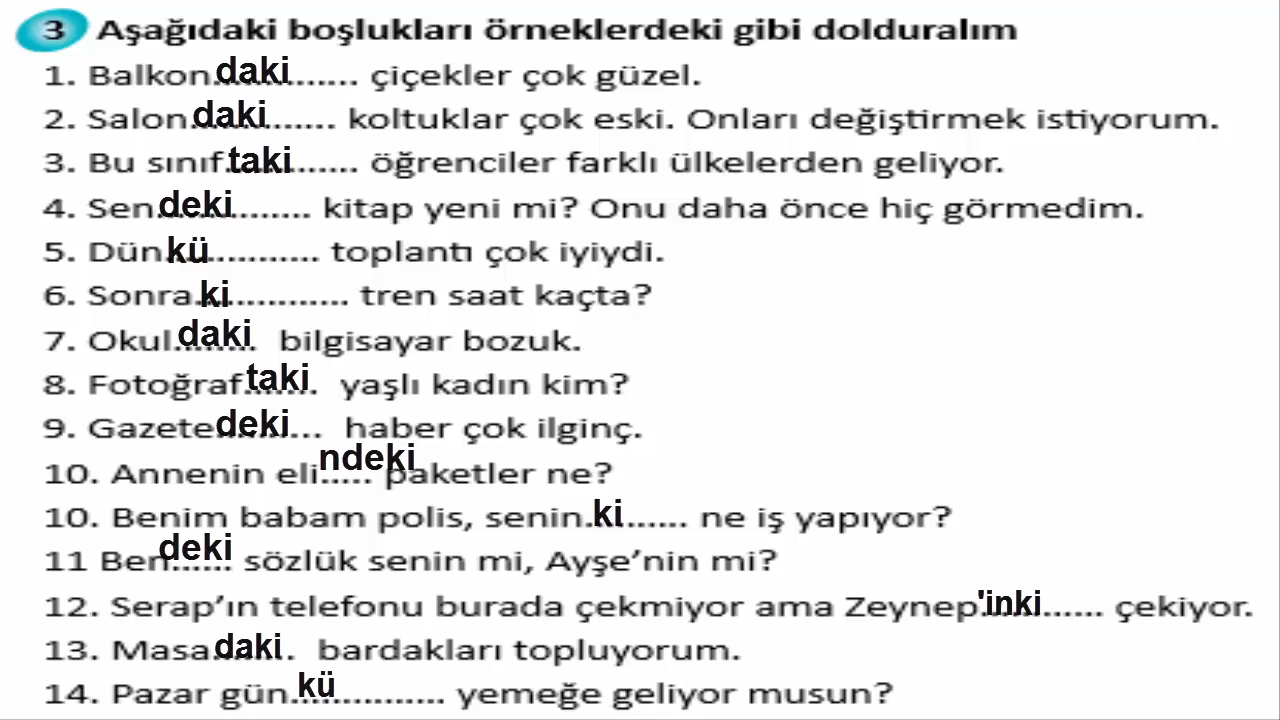 3 Aşağıdaki boşlukları örneklerdeki gibi dolduralım
1. Balkon.daki............ çiçekler çok güzel.
2. Salon.daki............ koltuklar çok eski. Onları değiştirmek istiyorum.
3. Bu sınıf.taki............ öğrenciler farklı ülkelerden geliyor.
4. Sen.deki............ kitap yeni mi? Onu daha önce hiç görmedim.
5. Dün.kü............ toplantı çok iyiydi.
6. Sonra.ki............ tren saat kaçta?
7. Okul.daki bilgisayar bozuk.
8. Fotoğraf.taki. yaşlı kadın kim?
9. Gazete.deki... haber çok ilginç.
10. Annenin eli.ndeki paketler ne?
10. Benim babam polis, senin.ki...... ne iş yapıyor?
11 Ben deki sözlük senin mi, Ayşe'nin mi?
12. Serap'ın telefonu burada çekmiyor ama Zeynep'inki...... çekiyor.
13. Masa.daki. bardakları topluyorum.
14. Pazar gün.kü............ yemeğe geliyor musun?